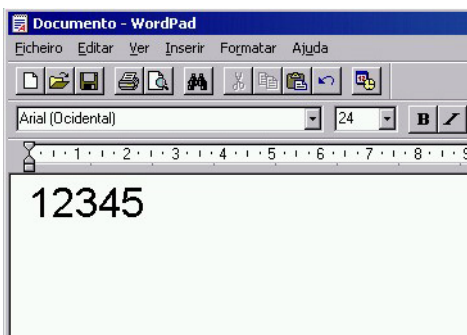 Documento - WordPad
Ficheiro Editar Ver Inserir Formatar Ajuda
Arial (Ocidental) 24 B I
1 2 3 4 5 6 7 8 9
12345